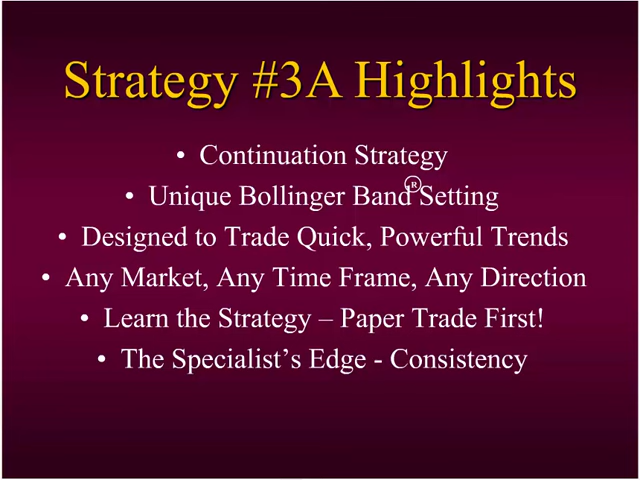 Strategy #3A Highlights
• Continuation Strategy
• Unique Bollinger Band® Setting
• Designed to Trade Quick, Powerful Trends
• Any Market, Any Time Frame, Any Direction
• Learn the Strategy – Paper Trade First!
• The Specialist’s Edge - Consistency